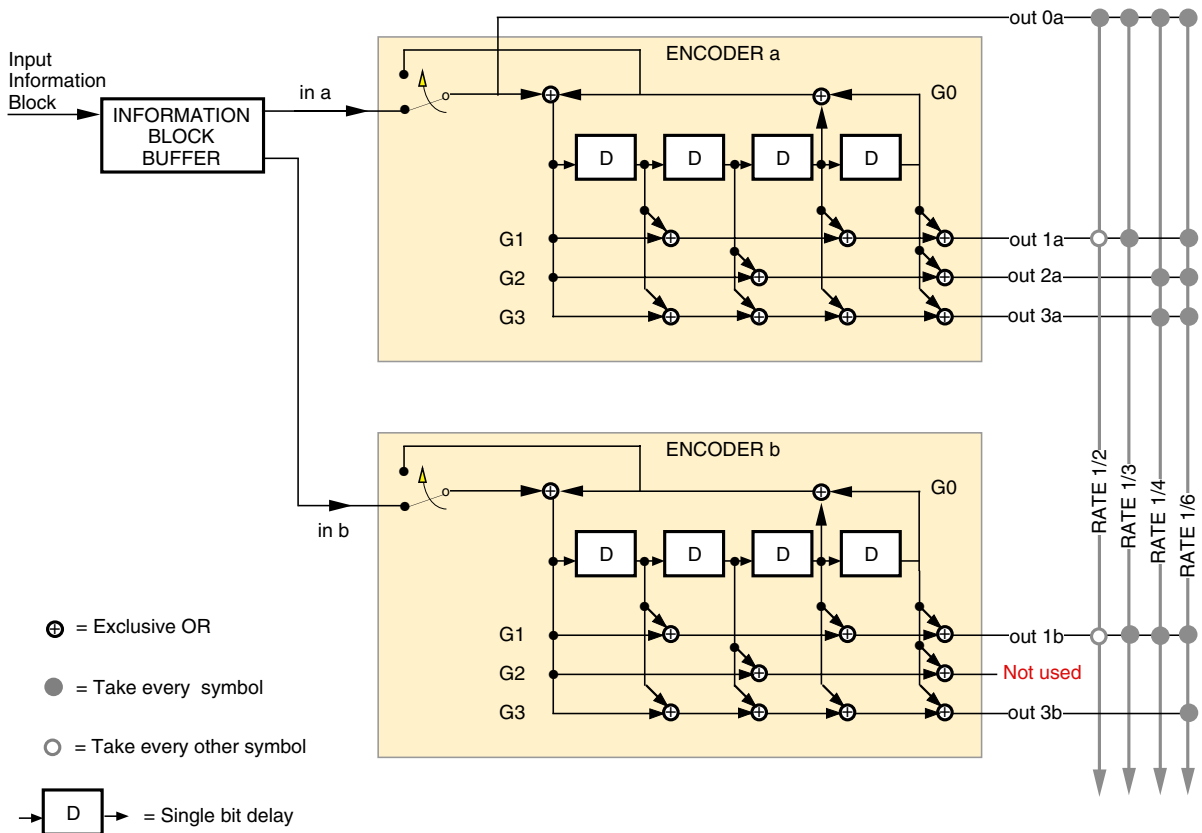 out 0a
Input
Information
Block
INFORMATION
BLOCK
BUFFER
in a
in b
ENCODER a
G0
D
D
D
D
G1
G2
G3
out 1a
out 2a
out 3a
ENCODER b
G0
D
D
D
D
G1
G2
G3
out 1b
Not used
out 3b
RATE 1/2
RATE 1/3
RATE 1/4
RATE 1/6
= Exclusive OR
= Take every symbol
= Take every other symbol
D
= Single bit delay